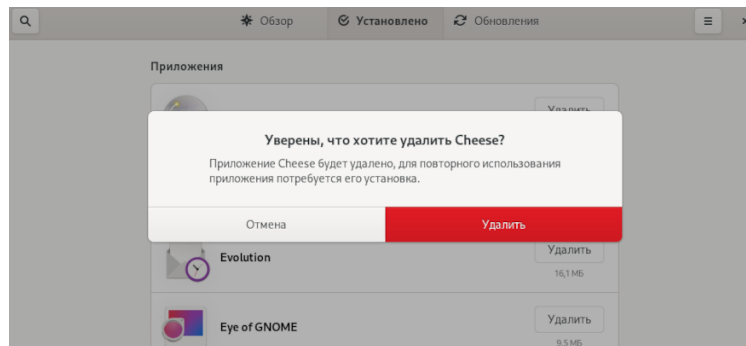 Обзор
Установлено
Обновления
Приложения
Удалить
Уверены, что хотите удалить Cheese?
Приложение Cheese будет удалено, для повторного использования
приложения потребуется его установка.
Отмена
Удалить
Evolution
Удалить
16,1 МБ
Eye of GNOME
Удалить
9,5 МБ